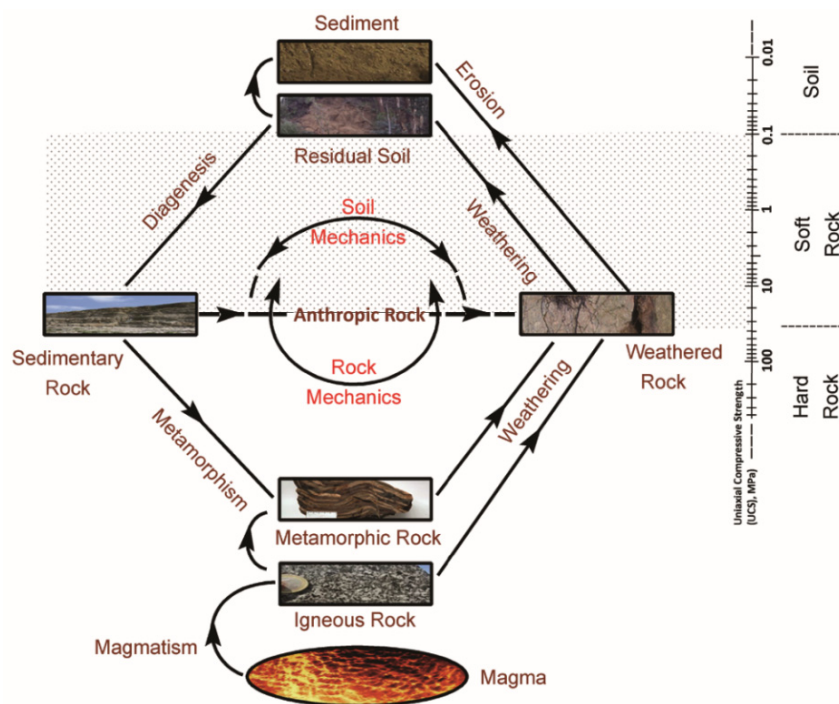 Sediment
Erosion
Residual Soil
Diagenesis
Soil
Mechanics
Weathering
Anthropic Rock
Sedimentary
Rock
Weathered
Rock
Rock
Mechanics
Weathering
Metamorphism
Metamorphic Rock
Igneous Rock
Magmatism
Magma
0.01
0.1
1
10
100
Uniaxial Compressive Strength
(UCS), MPa)
Soil
Soft
Rock
Hard
Rock